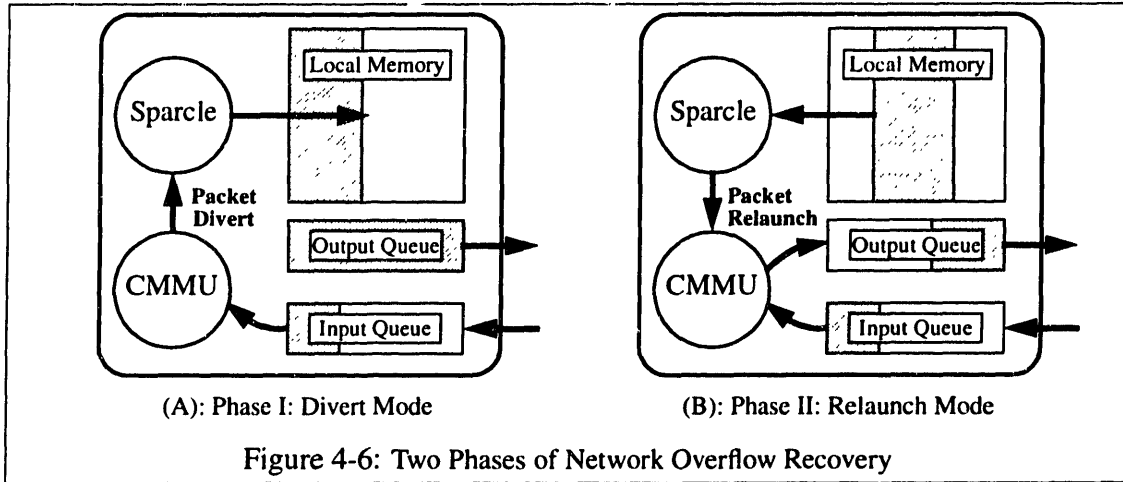 Local Memory
Sparcle
Packet
Divert
Output Queue
CMMU
Input Queue
(A): Phase I: Divert Mode
Local Memory
Sparcle
Packet
Relaunch
Output Queue
CMMU
Input Queue
(B): Phase II: Relaunch Mode
Figure 4-6: Two Phases of Network Overflow Recovery